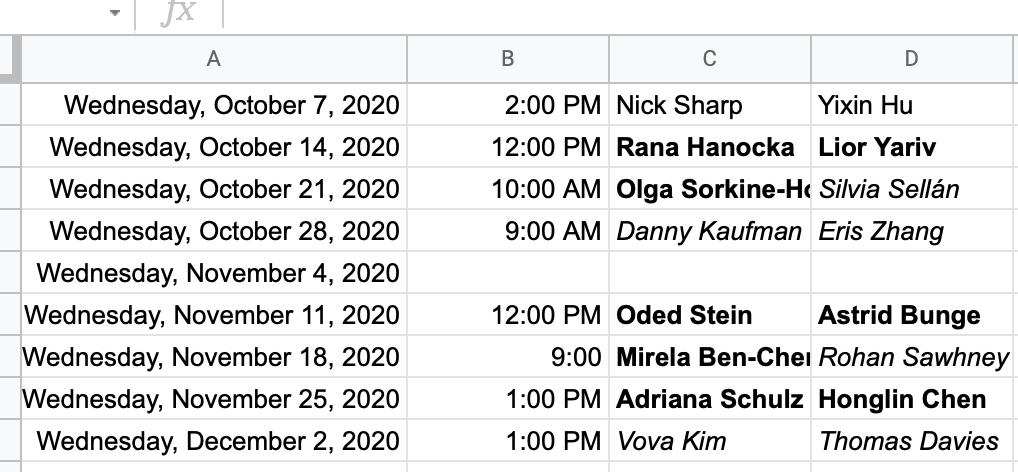 fx
A B C D
Wednesday, October 7, 2020 2:00 PM Nick Sharp Yixin Hu
Wednesday, October 14, 2020 12:00 PM Rana Hanocka Lior Yariv
Wednesday, October 21, 2020 10:00 AM Olga Sorkine-Ho Silvia Sellán
Wednesday, October 28, 2020 9:00 AM Danny Kaufman Eris Zhang
Wednesday, November 4, 2020
Wednesday, November 11, 2020 12:00 PM Oded Stein Astrid Bunge
Wednesday, November 18, 2020 9:00 Mirela Ben-Chen Rohan Sawhney
Wednesday, November 25, 2020 1:00 PM Adriana Schulz Honglin Chen
Wednesday, December 2, 2020 1:00 PM Vova Kim Thomas Davies